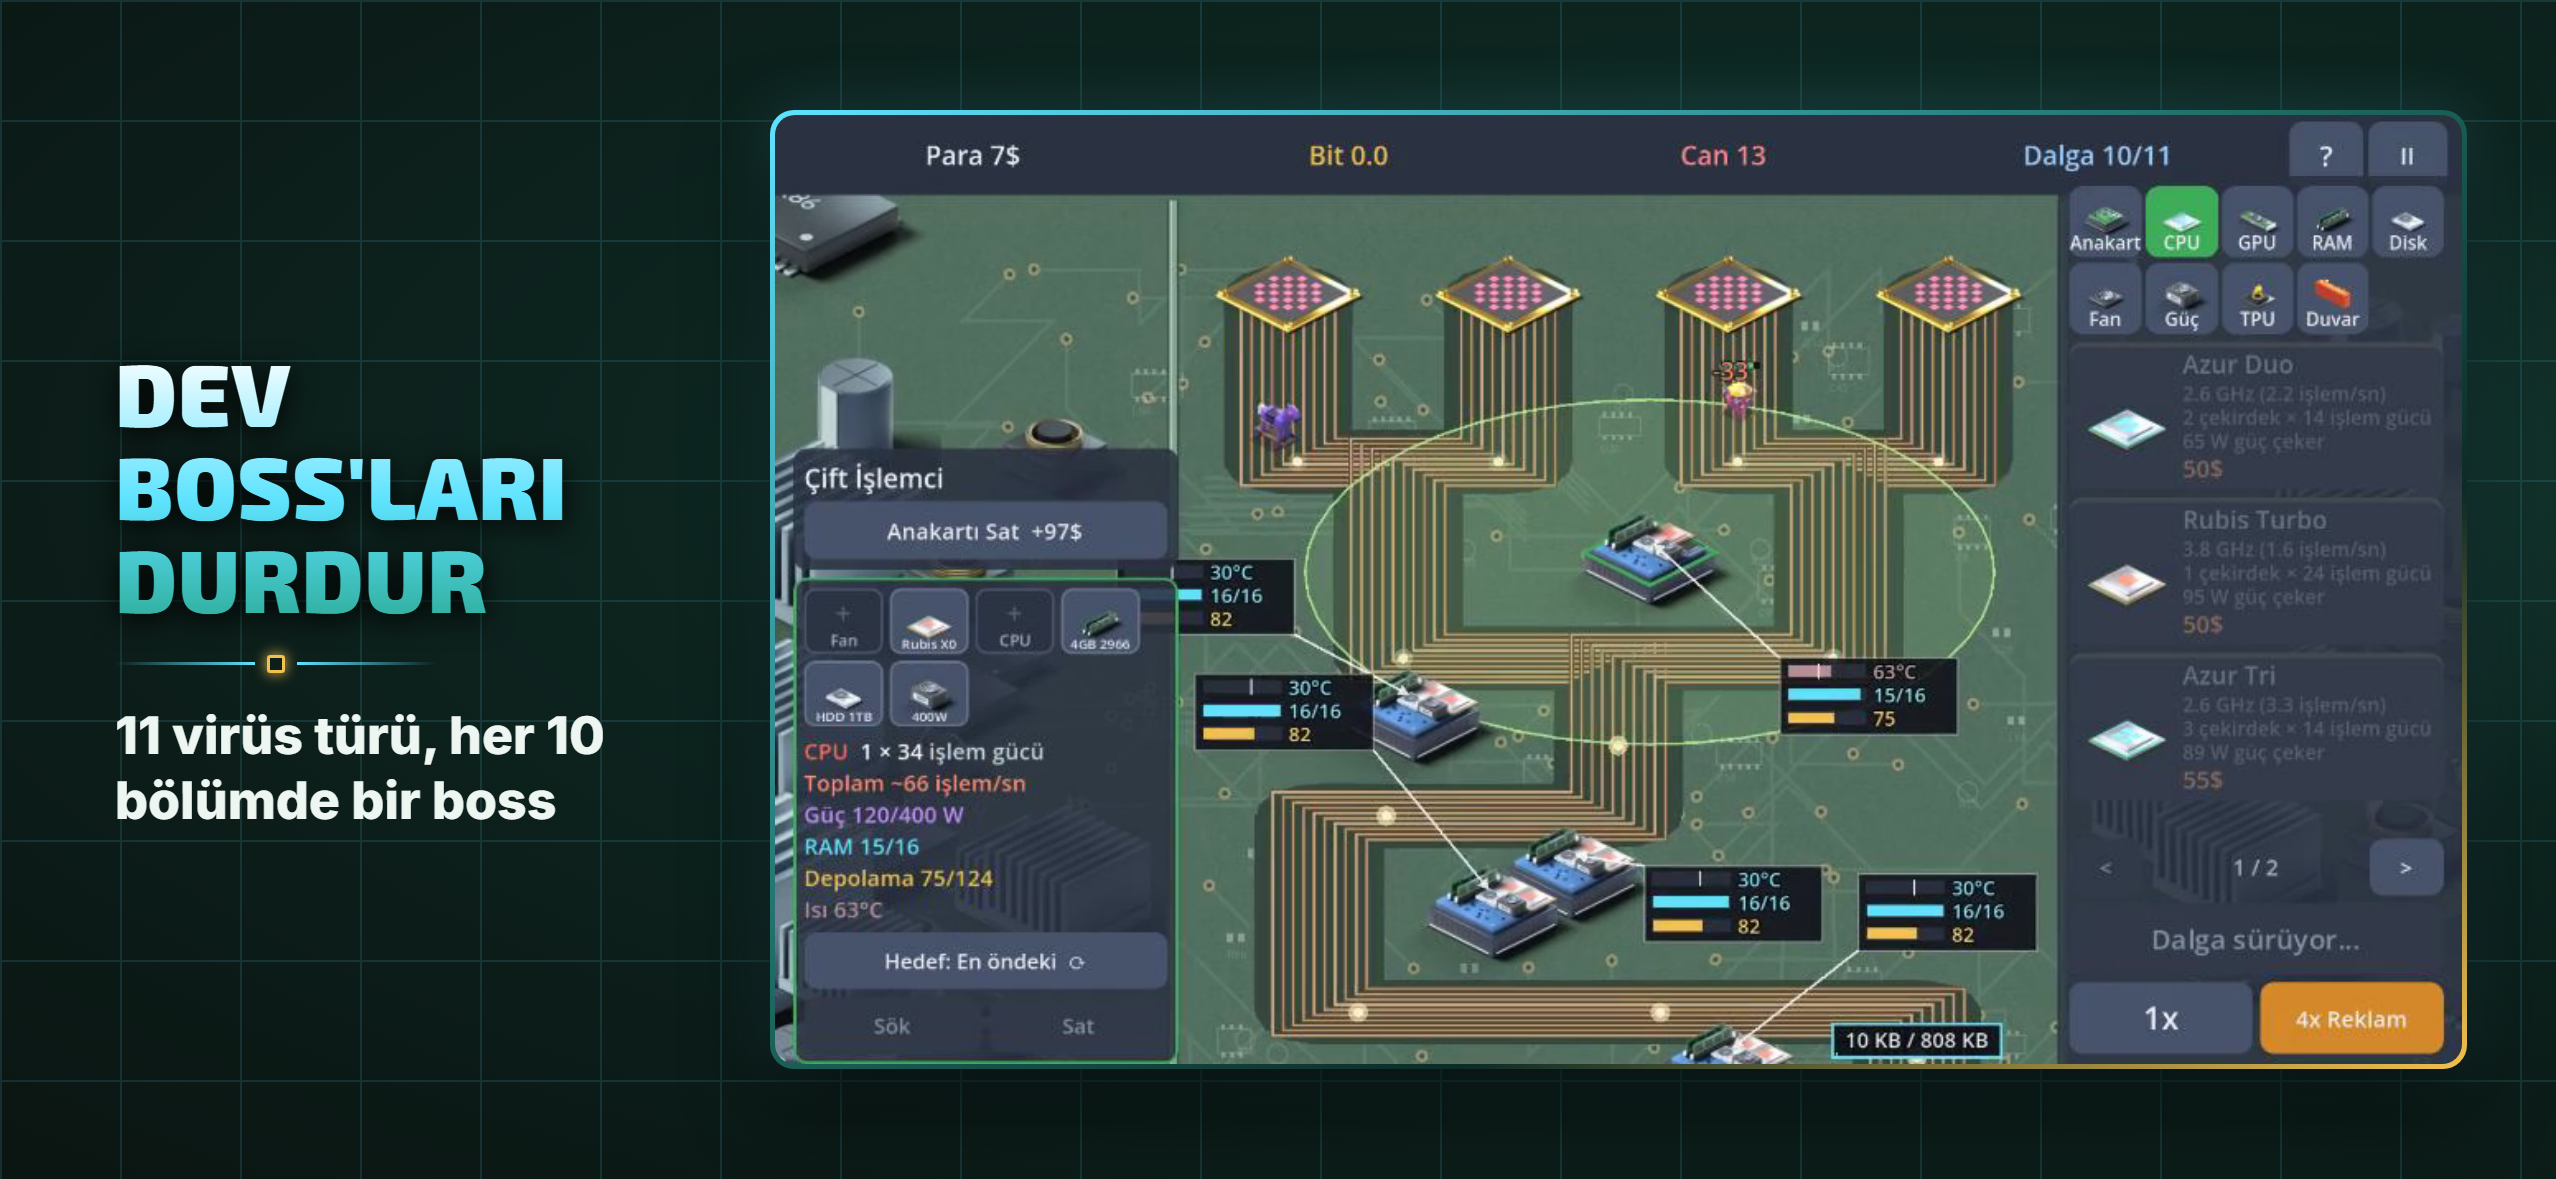 DEV
BOSS'LARI
DURDUR
11 virüs türü, her 10
bölümde bir boss
Para 7$
Bit 0.0
Can 13
Dalga 10/11
?
Anakart
CPU
GPU
RAM
Disk
Fan
Güç
TPU
Duvar
-33
Çift İşlemci
Anakartı Sat +97$
Fan
Rubis X0
CPU
4GB 2966
HDD 1TB
400W
CPU 1 × 34 işlem gücü
Toplam ~66 işlem/sn
Güç 120/400 W
RAM 15/16
Depolama 75/124
Isı 63°C
Hedef: En öndeki
Sök
Sat
30°C
16/16
82
30°C
16/16
82
63°C
15/16
75
30°C
16/16
82
30°C
16/16
82
10 KB / 808 KB
Azur Duo
2.6 GHz (2.2 işlem/sn)
2 çekirdek × 14 işlem gücü
65 W güç çeker
50$
Rubis Turbo
3.8 GHz (1.6 işlem/sn)
1 çekirdek × 24 işlem gücü
95 W güç çeker
50$
Azur Tri
2.6 GHz (3.3 işlem/sn)
3 çekirdek × 14 işlem gücü
89 W güç çeker
55$
< 1 / 2 >
Dalga sürüyor...
1x
4x Reklam